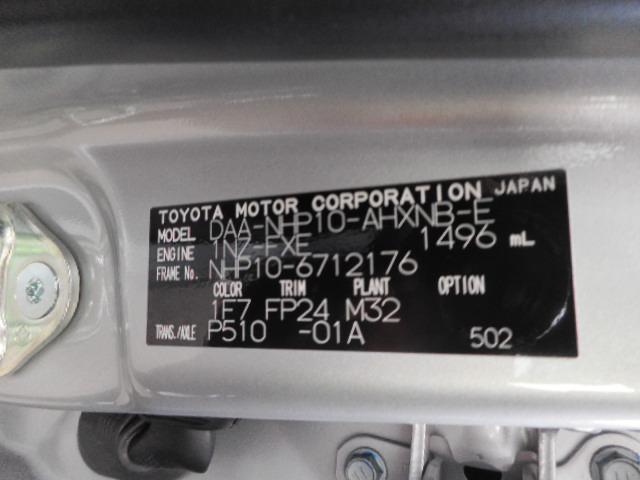 TOYOTA MOTOR CORPORATION JAPAN
MODEL DAA-NHP10-AHXNB-E
ENGINE 1NZ-FXE 1496 mL
FRAME No. NHP10-6712176
COLOR TRIM PLANT OPTION
1F7 FP24 M32
TRANS./AXLE P510 -01A 502